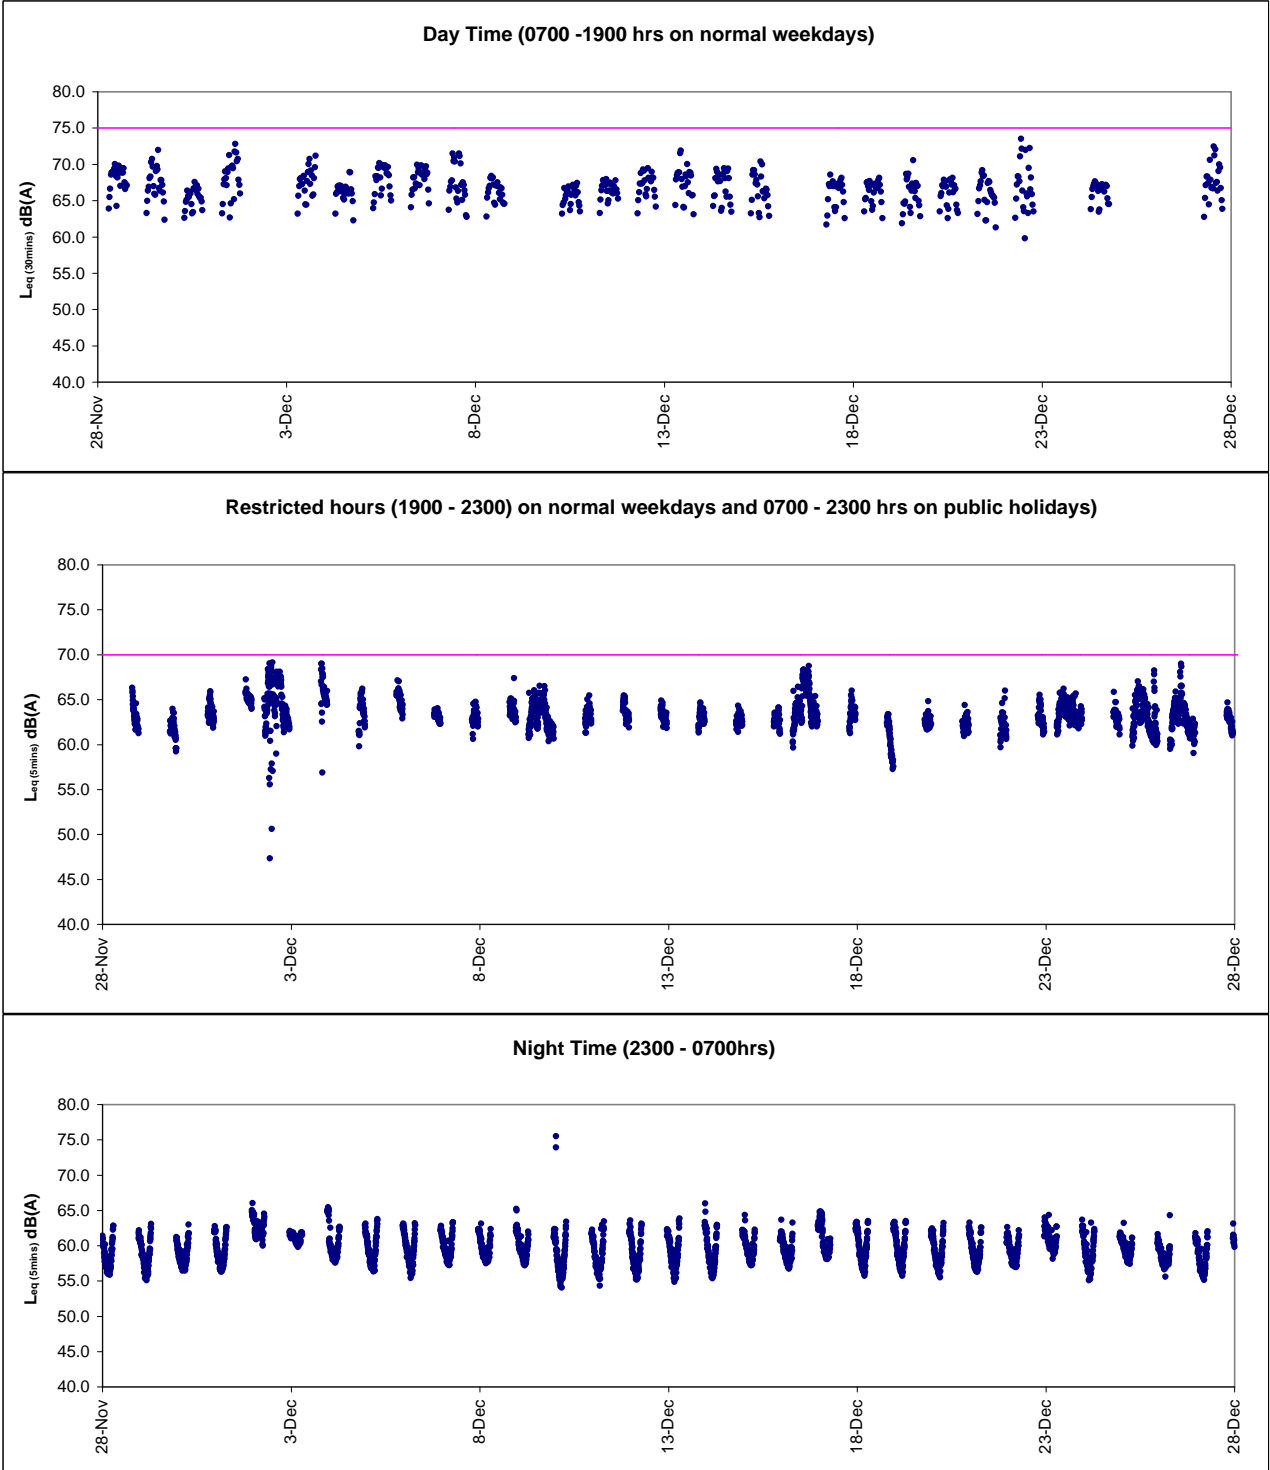 Day Time (0700 -1900 hrs on normal weekdays)
80.0
75.0
70.0
65.0
60.0
55.0
50.0
45.0
40.0
Leq (30mins) dB(A)
28-Nov
3-Dec
8-Dec
13-Dec
18-Dec
23-Dec
28-Dec
Restricted hours (1900 - 2300) on normal weekdays and 0700 - 2300 hrs on public holidays)
80.0
75.0
70.0
65.0
60.0
55.0
50.0
45.0
40.0
Leq (5mins) dB(A)
28-Nov
3-Dec
8-Dec
13-Dec
18-Dec
23-Dec
28-Dec
Night Time (2300 - 0700hrs)
80.0
75.0
70.0
65.0
60.0
55.0
50.0
45.0
40.0
Leq (5mins) dB(A)
28-Nov
3-Dec
8-Dec
13-Dec
18-Dec
23-Dec
28-Dec